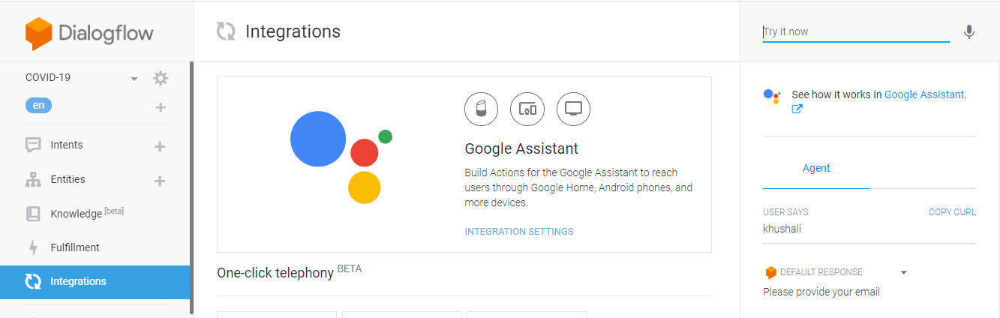 Dialogflow
COVID-19
en
Intents
Entities
Knowledge [beta]
Fulfillment
Integrations
Integrations
Google Assistant
Build Actions for the Google Assistant to reach
users through Google Home, Android phones, and
more devices.
INTEGRATION SETTINGS
One-click telephony BETA
Try it now
See how it works in Google Assistant.
Agent
USER SAYS
COPY CURL
khushali
DEFAULT RESPONSE
Please provide your email